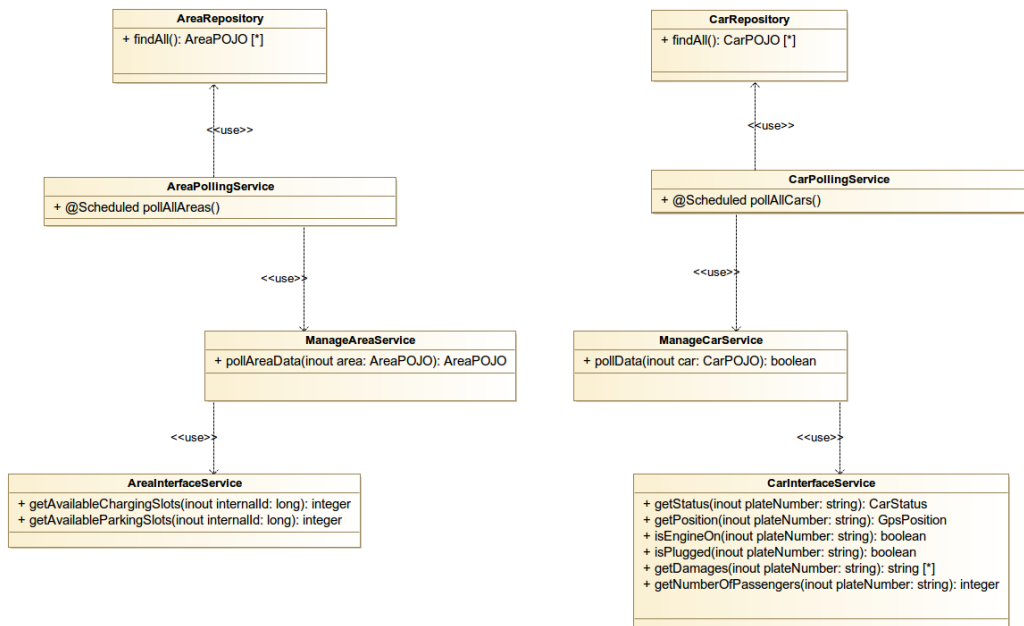 AreaRepository
+ findAll(): AreaPOJO [*]
<<use>>
AreaPollingService
+ @Scheduled pollAllAreas()
<<use>>
ManageAreaService
+ pollAreaData(inout area: AreaPOJO): AreaPOJO
<<use>>
AreaInterfaceService
+ getAvailableChargingSlots(inout internalId: long): integer
+ getAvailableParkingSlots(inout internalId: long): integer
CarRepository
+ findAll(): CarPOJO [*]
<<use>>
CarPollingService
+ @Scheduled pollAllCars()
<<use>>
ManageCarService
+ pollData(inout car: CarPOJO): boolean
<<use>>
CarInterfaceService
+ getStatus(inout plateNumber: string): CarStatus
+ getPosition(inout plateNumber: string): GpsPosition
+ isEngineOn(inout plateNumber: string): boolean
+ isPlugged(inout plateNumber: string): boolean
+ getDamages(inout plateNumber: string): string [*]
+ getNumberOfPassengers(inout plateNumber: string): integer